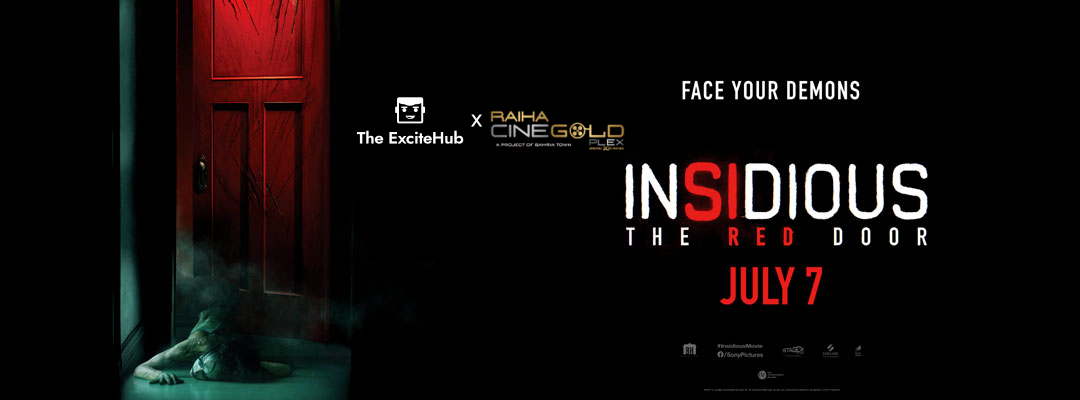 The ExciteHub
X
RAIHA
CINEGOLD
PLEX
A PROJECT OF BAHRIA TOWN
FACE YOUR DEMONS
INSIDIOUS
THE RED DOOR
JULY 7
#InsidiousMovie
/SonyPictures